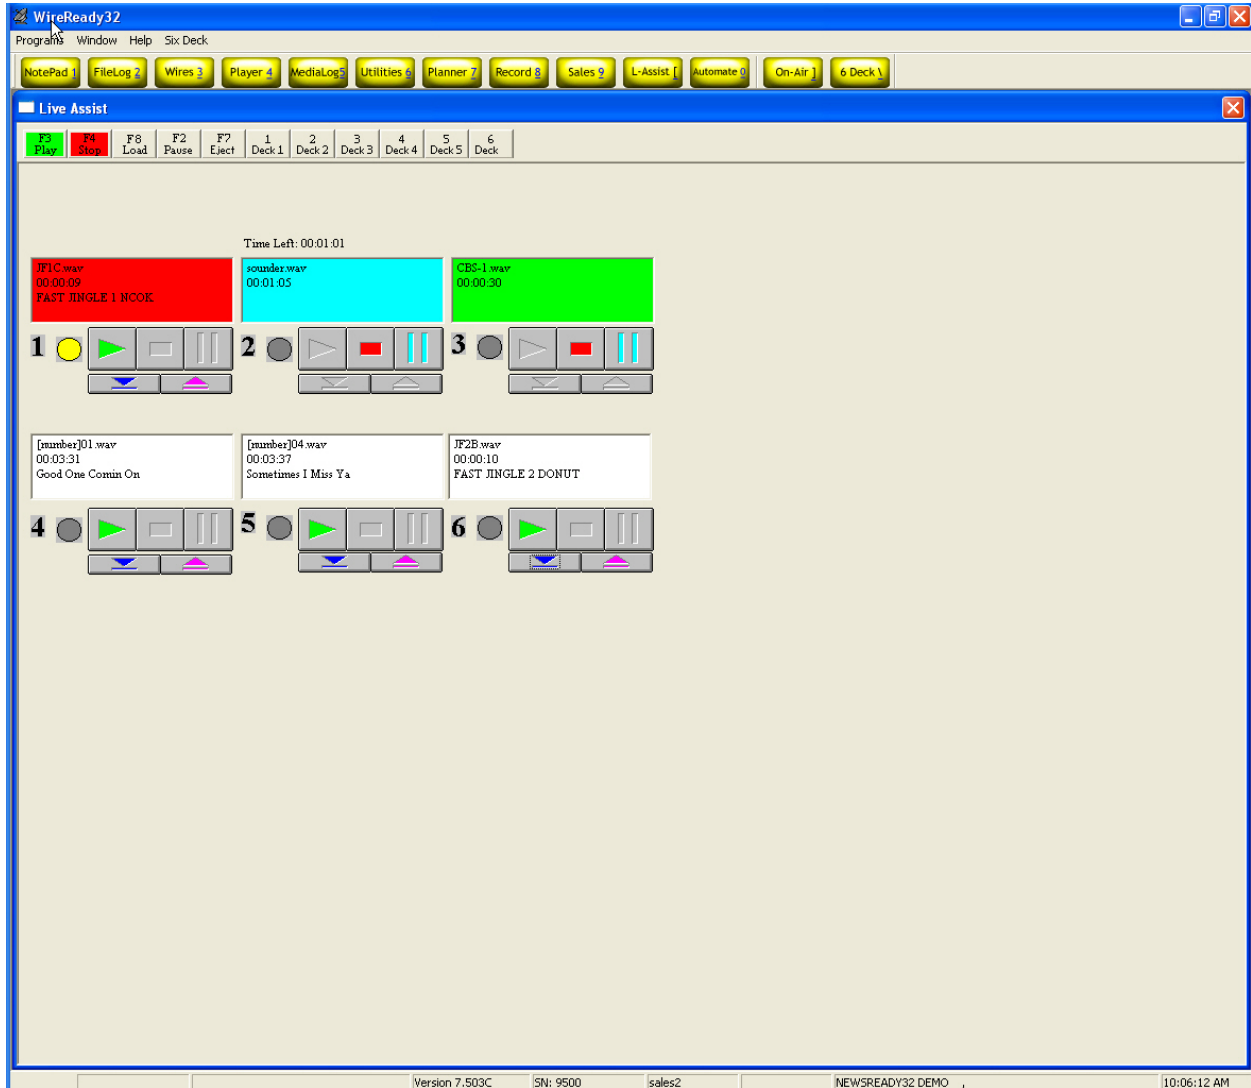 WireReady32
Programs Window Help Six Deck
NotePad 1 FileLog 2 Wires 3 Player 4 MediaLog5 Utilities 6 Planner 7 Record 8 Sales 9 L-Assist [ Automate 0 On-Air ] 6 Deck \
Live Assist
F3 F4 F8 F2 F7 1 2 3 4 5 6
Play Stop Load Pause Eject Deck 1 Deck 2 Deck 3 Deck 4 Deck 5 Deck
Time Left: 00:01:01
JF1C.wav sounder.wav CBS-1.wav
00:00:09 00:01:05 00:00:30
FAST JINGLE 1 NCOK
1 2 3
[number]01.wav [number]04.wav JF2B.wav
00:03:31 00:03:37 00:00:10
Good One Comin On Sometimes I Miss Ya FAST JINGLE 2 DONUT
4 5 6
Version 7.503C SN: 9500 sales2 NEWSREADY32 DEMO , 10:06:12 AM